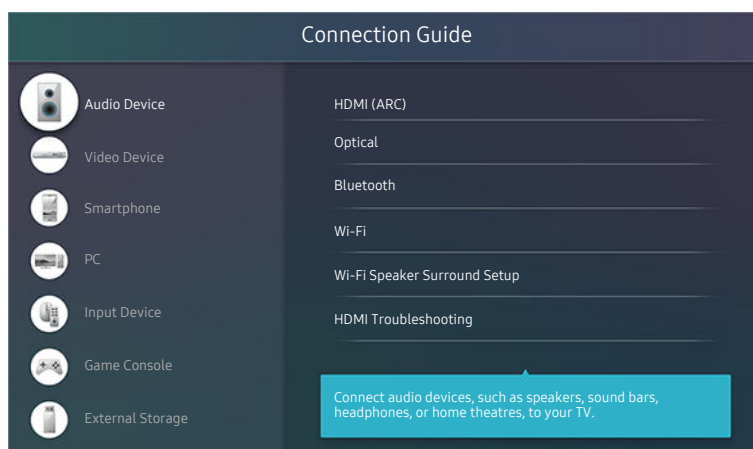 Connection Guide
Audio Device
Video Device
Smartphone
PC
Input Device
Game Console
External Storage
HDMI (ARC)
Optical
Bluetooth
Wi-Fi
Wi-Fi Speaker Surround Setup
HDMI Troubleshooting
Connect audio devices, such as speakers, sound bars,
headphones, or home theatres, to your TV.